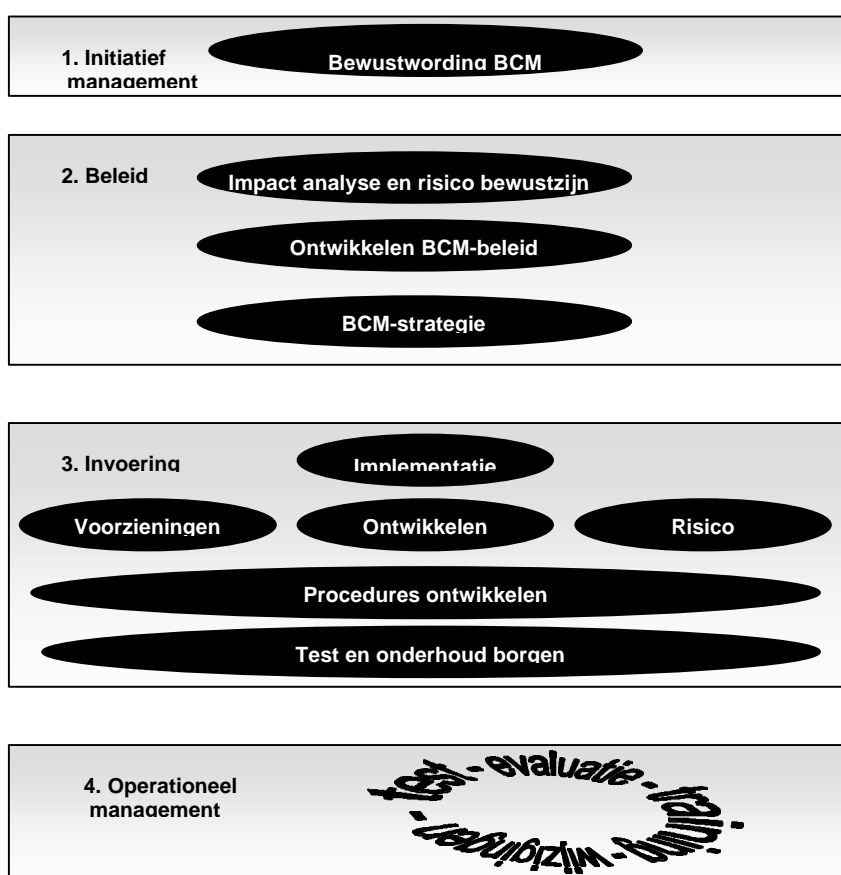 1. Initiatief
management
Bewustwording BCM
2. Beleid
Impact analyse en risico bewustzijn
Ontwikkelen BCM-beleid
BCM-strategie
3. Invoering
Implementatie
Voorzieningen
Ontwikkelen
Risico
Procedures ontwikkelen
Test en onderhoud borgen
4. Operationeel
management
test - evaluatie - training - wijzigingen -